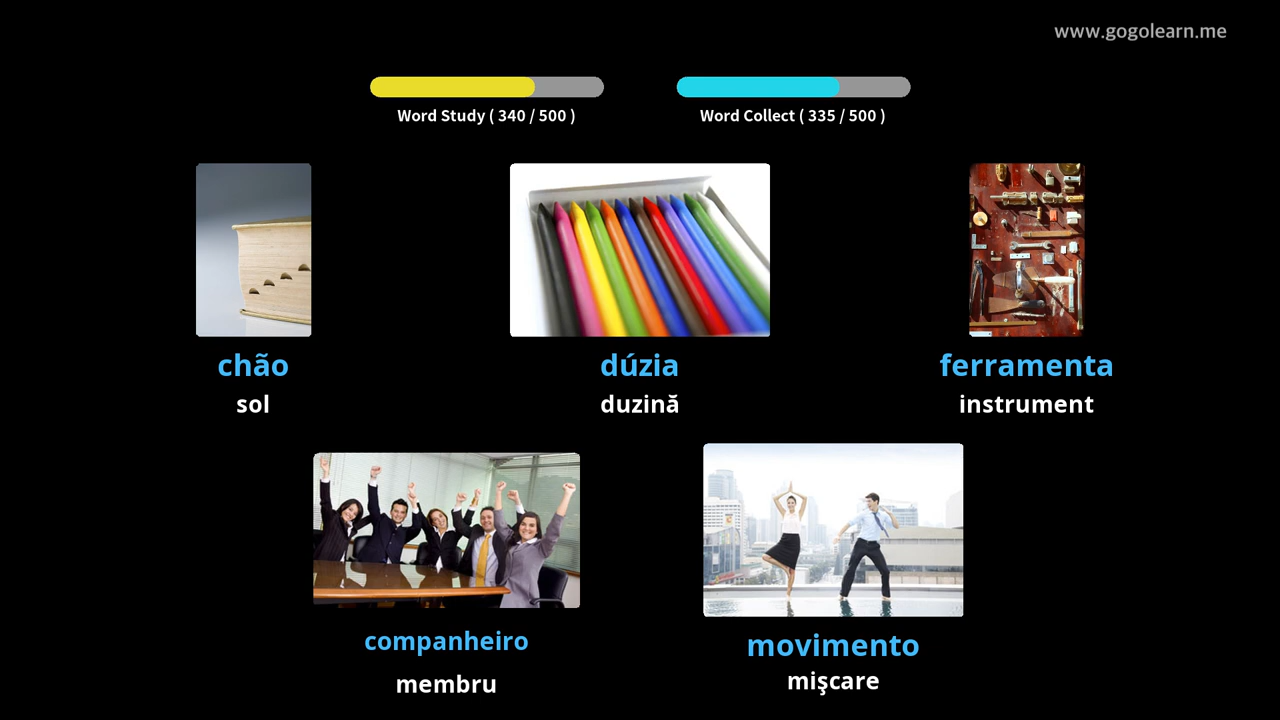 www.gogolearn.me
Word Study ( 340 / 500 )
Word Collect ( 335 / 500 )
chão
sol
dúzia
duzină
ferramenta
instrument
companheiro
membru
movimento
mişcare